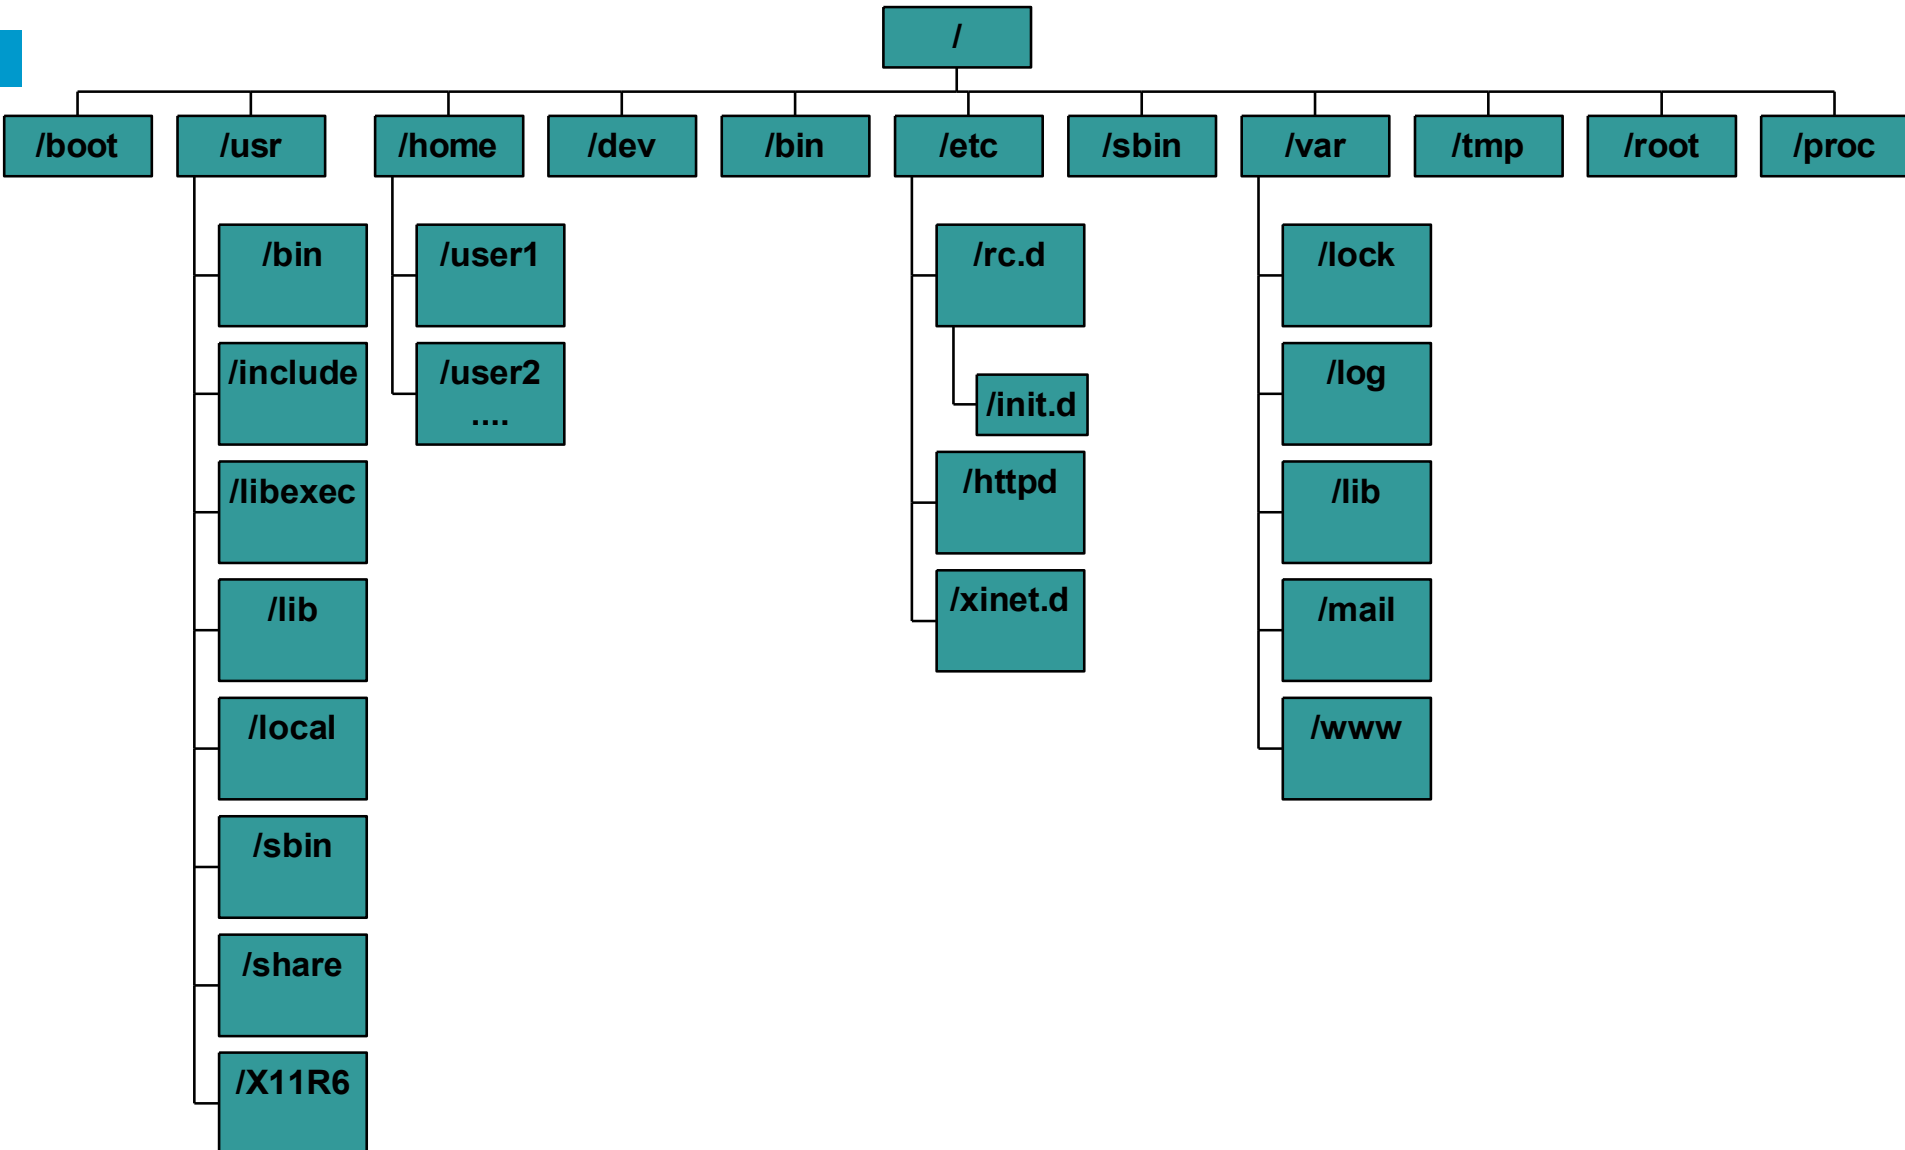 /
/boot
/usr
/home
/dev
/bin
/etc
/sbin
/var
/tmp
/root
/proc
/bin
/include
/libexec
/lib
/local
/sbin
/share
/X11R6
/user1
/user2
....
/rc.d
/init.d
/httpd
/xinet.d
/lock
/log
/lib
/mail
/www